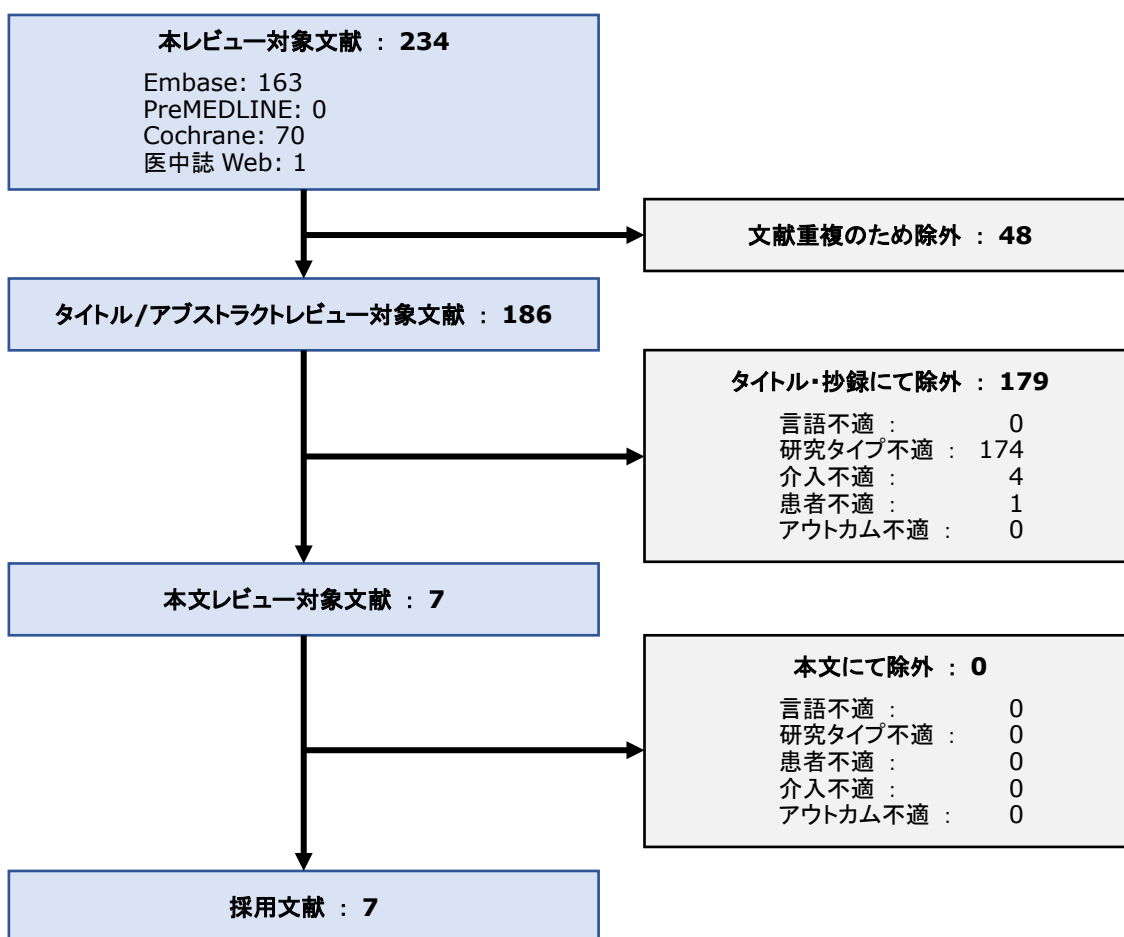 本レビュー対象文献 : 234
Embase: 163
PreMEDLINE: 0
Cochrane: 70
医中誌 Web: 1
文献重複のため除外 : 48
タイトル/アブストラクトレビュー対象文献 : 186
タイトル・抄録にて除外 : 179
言語不適 : 0
研究タイプ不適 : 174
介入不適 : 4
患者不適 : 1
アウトカム不適 : 0
本文レビュー対象文献 : 7
本文にて除外 : 0
言語不適 : 0
研究タイプ不適 : 0
患者不適 : 0
介入不適 : 0
アウトカム不適 : 0
採用文献 : 7